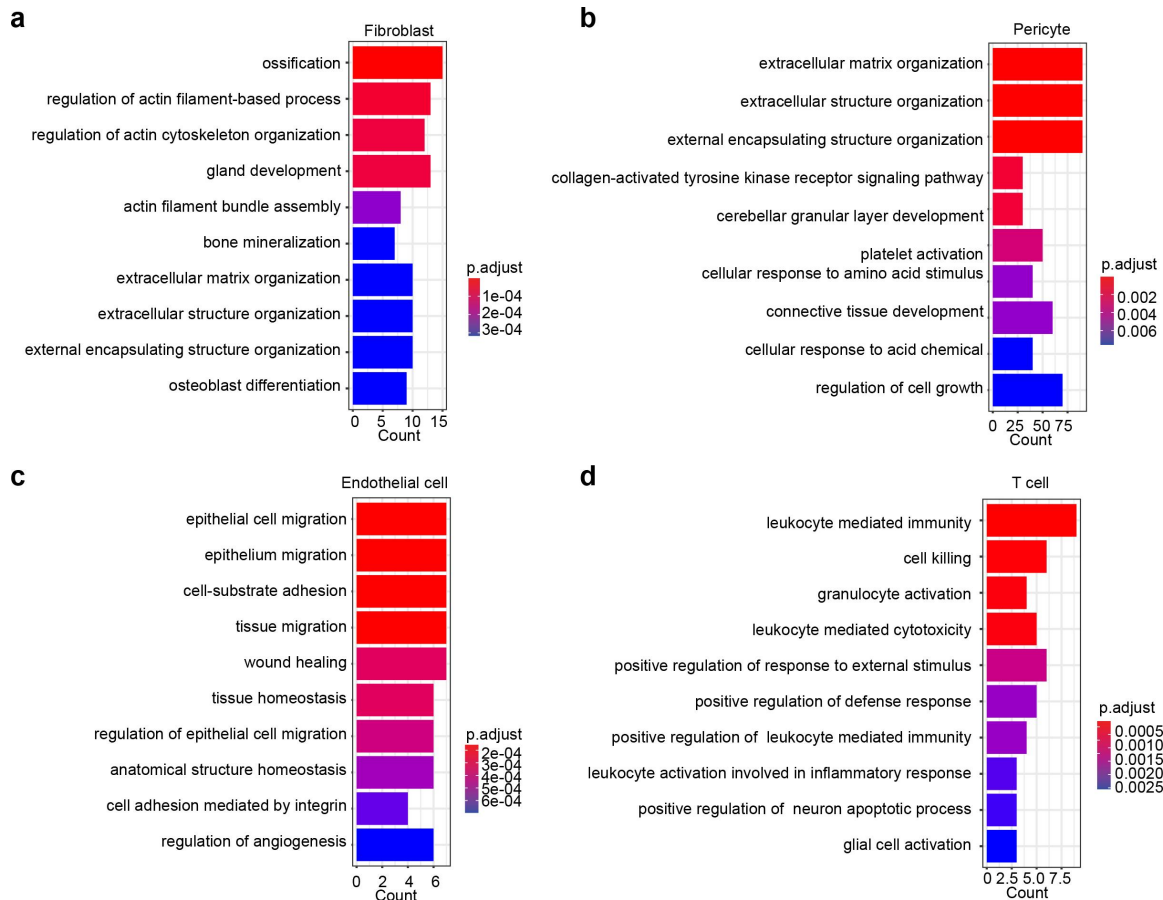 a
Fibroblast
ossification
regulation of actin filament-based process
regulation of actin cytoskeleton organization
gland development
actin filament bundle assembly
bone mineralization
extracellular matrix organization
extracellular structure organization
external encapsulating structure organization
osteoblast differentiation
0 5 10 15
Count
p.adjust
1e-04
2e-04
3e-04
b
Pericyte
extracellular matrix organization
extracellular structure organization
external encapsulating structure organization
collagen-activated tyrosine kinase receptor signaling pathway
cerebellar granular layer development
platelet activation
cellular response to amino acid stimulus
connective tissue development
cellular response to acid chemical
regulation of cell growth
0 25 50 75
Count
p.adjust
0.002
0.004
0.006
c
Endothelial cell
epithelial cell migration
epithelium migration
cell-substrate adhesion
tissue migration
wound healing
tissue homeostasis
regulation of epithelial cell migration
anatomical structure homeostasis
cell adhesion mediated by integrin
regulation of angiogenesis
0 2 4 6
Count
p.adjust
2e-04
3e-04
4e-04
5e-04
6e-04
d
T cell
leukocyte mediated immunity
cell killing
granulocyte activation
leukocyte mediated cytotoxicity
positive regulation of response to external stimulus
positive regulation of defense response
positive regulation of leukocyte mediated immunity
leukocyte activation involved in inflammatory response
positive regulation of neuron apoptotic process
glial cell activation
0 2.5 5.0 7.5
Count
p.adjust
0.0005
0.0010
0.0015
0.0020
0.0025